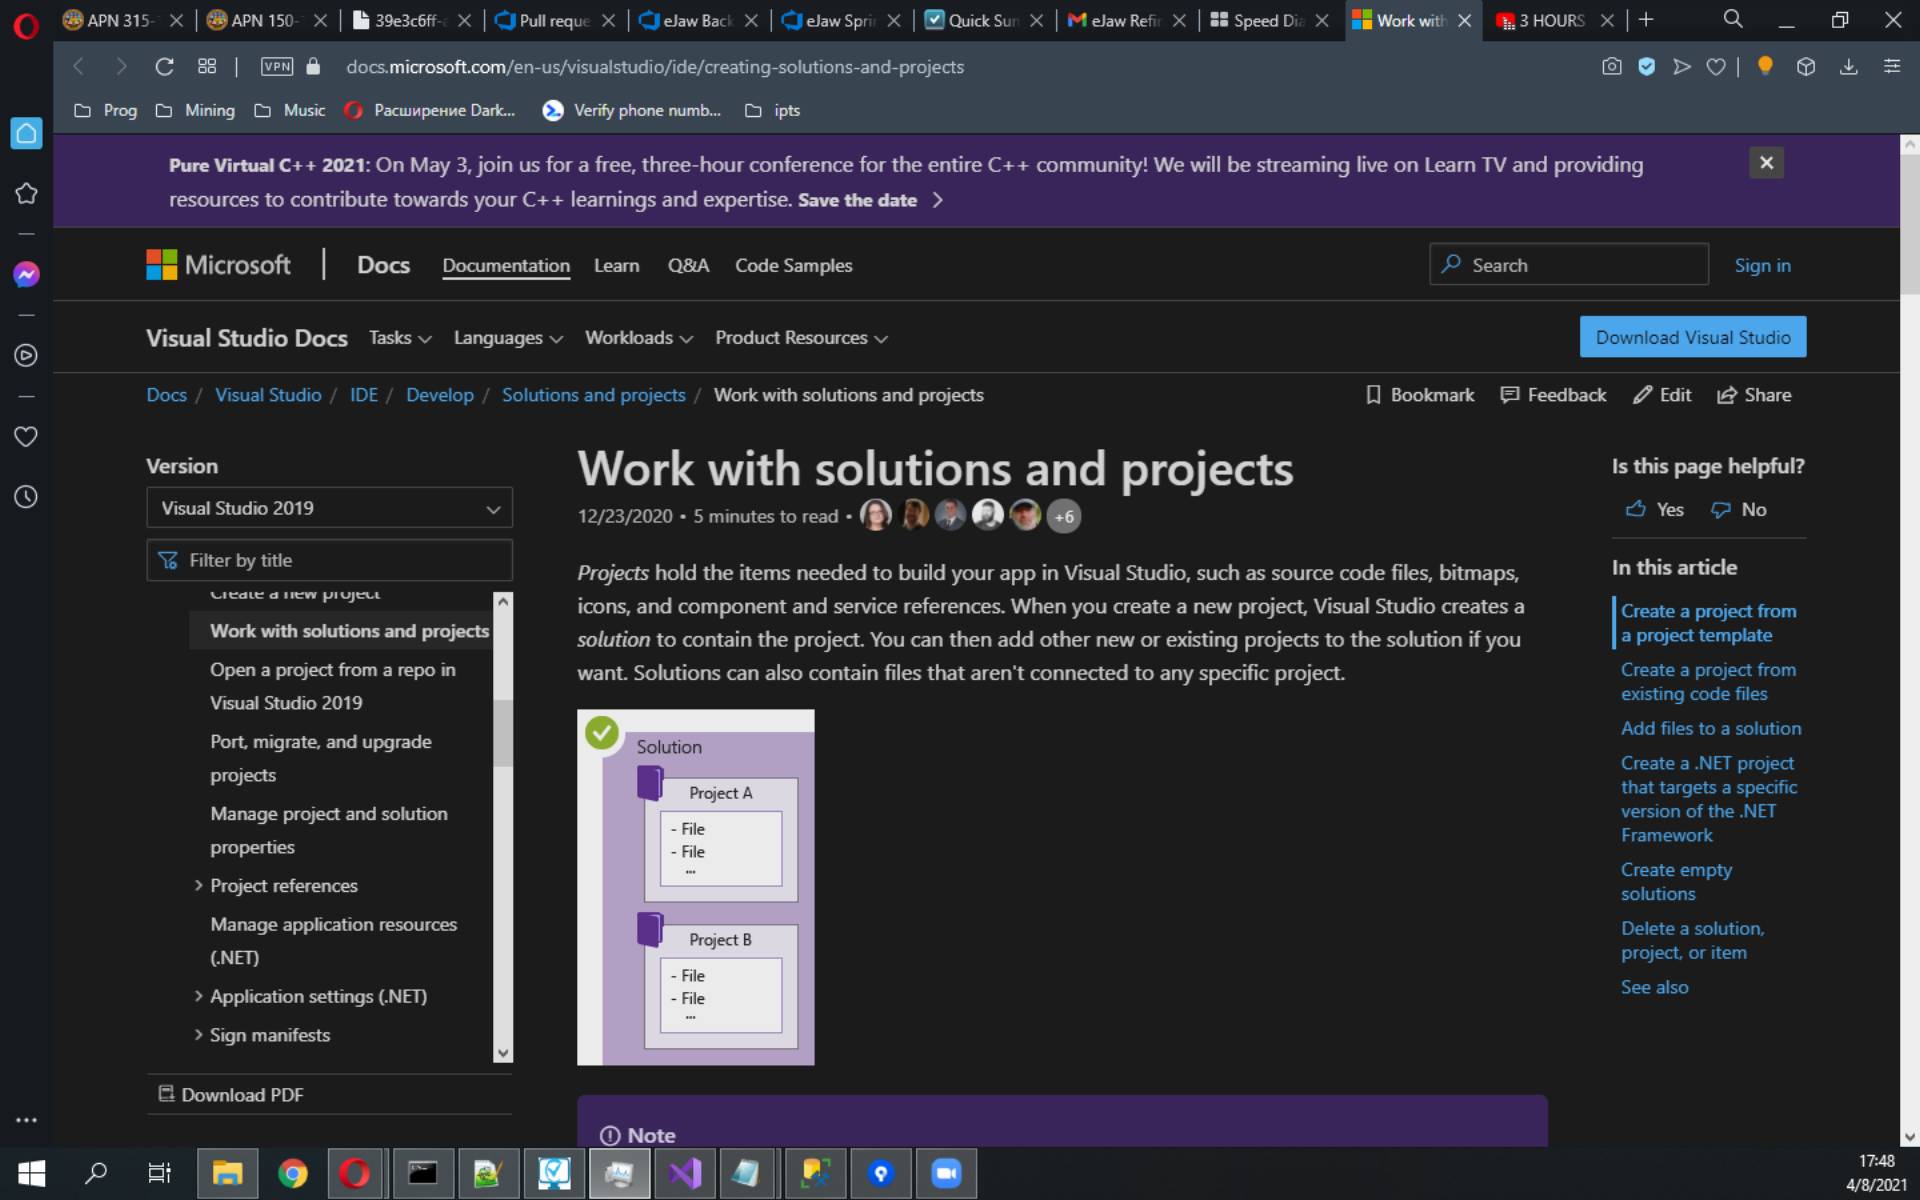 APN 315-
APN 150-
39e3c6ff-
Pull reque
eJaw Back
eJaw Sprin
Quick Sum
eJaw Refin
Speed Dia
Work with
3 HOURS
VPN
docs.microsoft.com/en-us/visualstudio/ide/creating-solutions-and-projects
Prog
Mining
Music
Расширение Dark...
Verify phone numb...
ipts
Pure Virtual C++ 2021: On May 3, join us for a free, three-hour conference for the entire C++ community! We will be streaming live on Learn TV and providing
resources to contribute towards your C++ learnings and expertise. Save the date
Microsoft
Docs
Documentation
Learn
Q&A
Code Samples
Search
Sign in
Visual Studio Docs
Tasks
Languages
Workloads
Product Resources
Download Visual Studio
Docs / Visual Studio / IDE / Develop / Solutions and projects / Work with solutions and projects
Bookmark
Feedback
Edit
Share
Version
Visual Studio 2019
Filter by title
Create a new project
Work with solutions and projects
Open a project from a repo in
Visual Studio 2019
Port, migrate, and upgrade
projects
Manage project and solution
properties
Project references
Manage application resources
(.NET)
Application settings (.NET)
Sign manifests
Download PDF
Work with solutions and projects
12/23/2020 • 5 minutes to read •
+6
Projects hold the items needed to build your app in Visual Studio, such as source code files, bitmaps,
icons, and component and service references. When you create a new project, Visual Studio creates a
solution to contain the project. You can then add other new or existing projects to the solution if you
want. Solutions can also contain files that aren't connected to any specific project.
Solution
Project A
- File
- File
...
Project B
- File
- File
...
Note
Is this page helpful?
Yes
No
In this article
Create a project from
a project template
Create a project from
existing code files
Add files to a solution
Create a .NET project
that targets a specific
version of the .NET
Framework
Create empty
solutions
Delete a solution,
project, or item
See also
17:48
4/8/2021